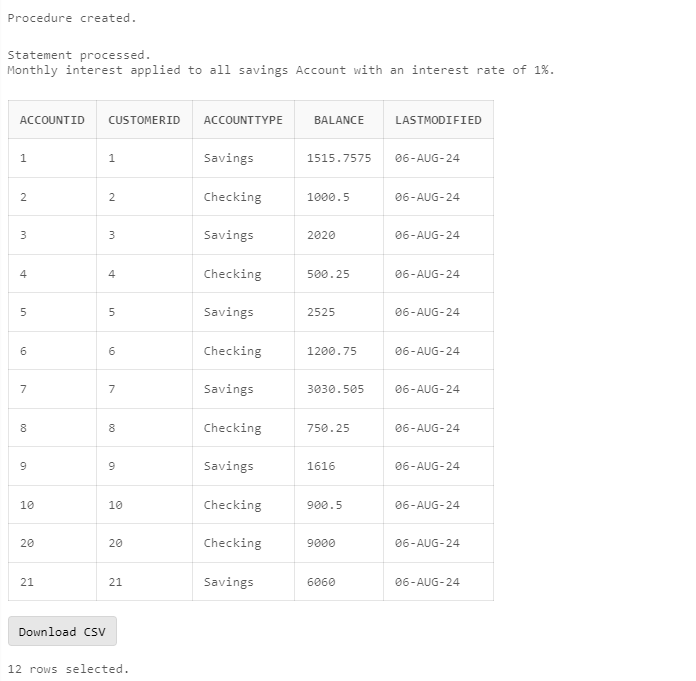 Procedure created.
Statement processed.
Monthly interest applied to all savings Account with an interest rate of 1%.
ACCOUNTID CUSTOMERID ACCOUNTTYPE BALANCE LASTMODIFIED
1 1 Savings 1515.7575 06-AUG-24
2 2 Checking 1000.5 06-AUG-24
3 3 Savings 2020 06-AUG-24
4 4 Checking 500.25 06-AUG-24
5 5 Savings 2525 06-AUG-24
6 6 Checking 1200.75 06-AUG-24
7 7 Savings 3030.505 06-AUG-24
8 8 Checking 750.25 06-AUG-24
9 9 Savings 1616 06-AUG-24
10 10 Checking 900.5 06-AUG-24
20 20 Checking 9000 06-AUG-24
21 21 Savings 6060 06-AUG-24
Download CSV
12 rows selected.